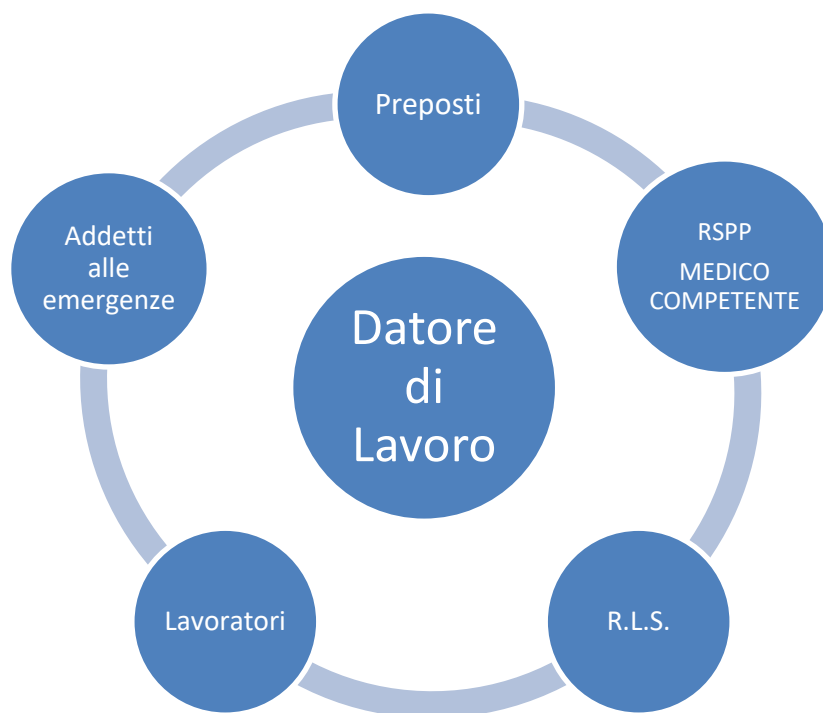 Preposti
RSPP
MEDICO
COMPETENTE
R.L.S.
Lavoratori
Addetti
alle
emergenze
Datore
di
Lavoro